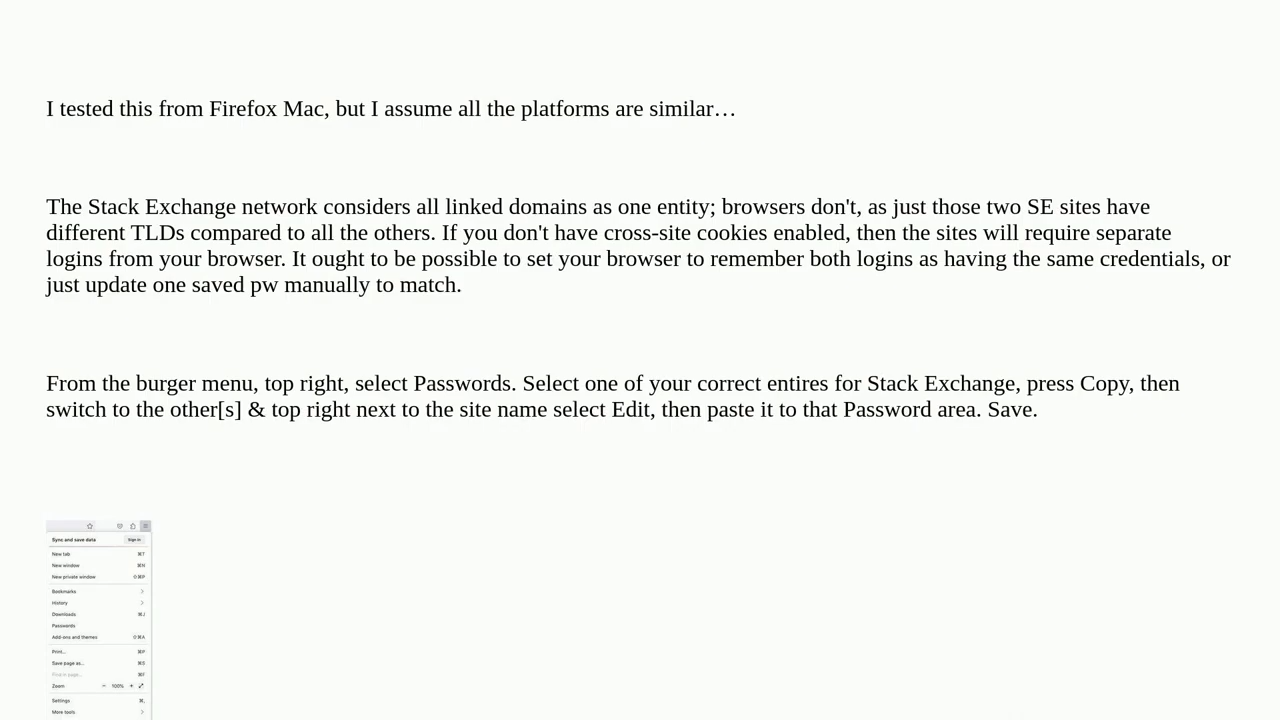 I tested this from Firefox Mac, but I assume all the platforms are similar…
The Stack Exchange network considers all linked domains as one entity; browsers don't, as just those two SE sites have
different TLDs compared to all the others. If you don't have cross-site cookies enabled, then the sites will require separate
logins from your browser. It ought to be possible to set your browser to remember both logins as having the same credentials, or
just update one saved pw manually to match.
From the burger menu, top right, select Passwords. Select one of your correct entires for Stack Exchange, press Copy, then
switch to the other[s] & top right next to the site name select Edit, then paste it to that Password area. Save.
Sync and save data Sign in
New tab ⌘T
New window ⌘N
New private window ⇧⌘P
Bookmarks
History
Downloads ⌘J
Passwords
Add-ons and themes ⇧⌘A
Print... ⌘P
Save page as... ⌘S
Find in page... ⌘F
Zoom − 100% +
Settings ⌘,
More tools